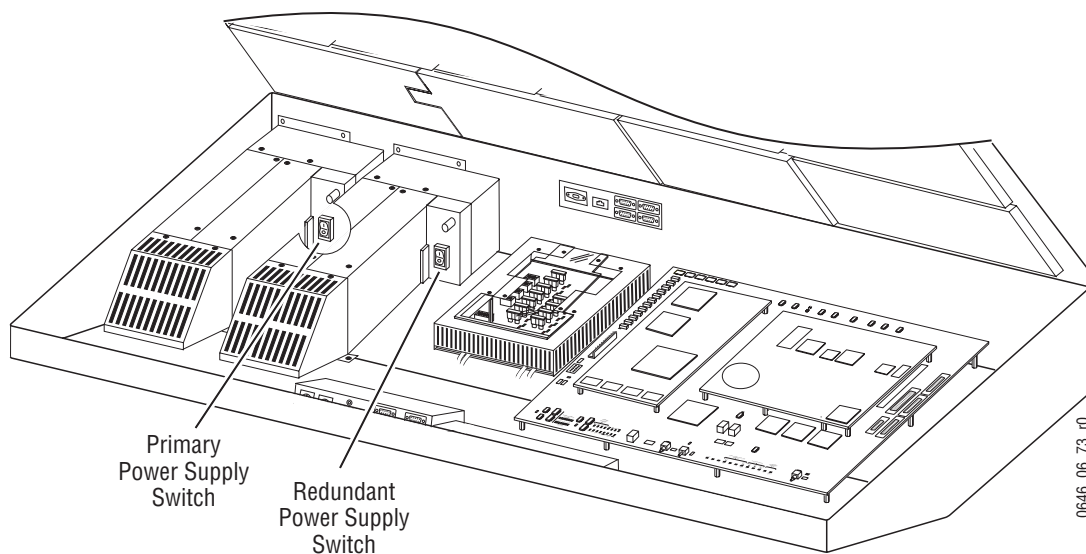 Primary
Power Supply
Switch
Redundant
Power Supply
Switch
0646_06_73_r0